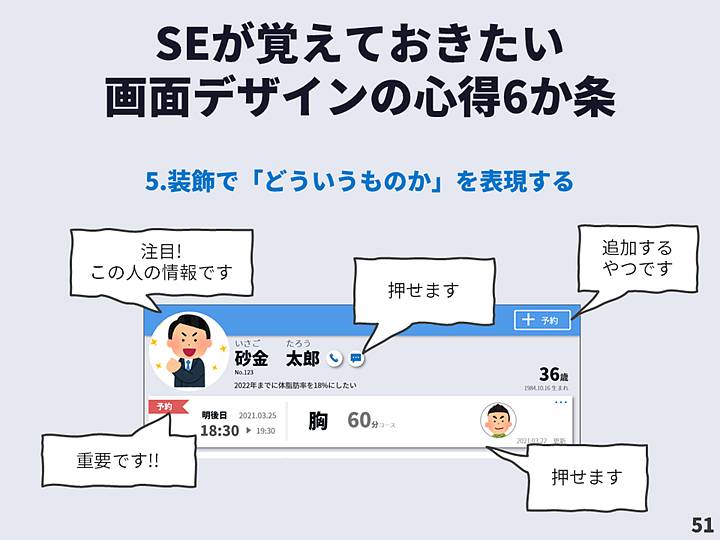 SEが覚えておきたい
画面デザインの心得6か条
5.装飾で「どういうものか」を表現する
注目!
この人の情報です
押せます
追加する
やつです
予約
いさご たろう
砂金 太郎
No.123
2022年までに体脂肪率を18%にしたい
36歳
1984.10.16 生まれ
予約
明後日 2021.03.25
18:30 ▶ 19:30
胸 60分コース
2021.03.22 更新
重要です!!
押せます
51